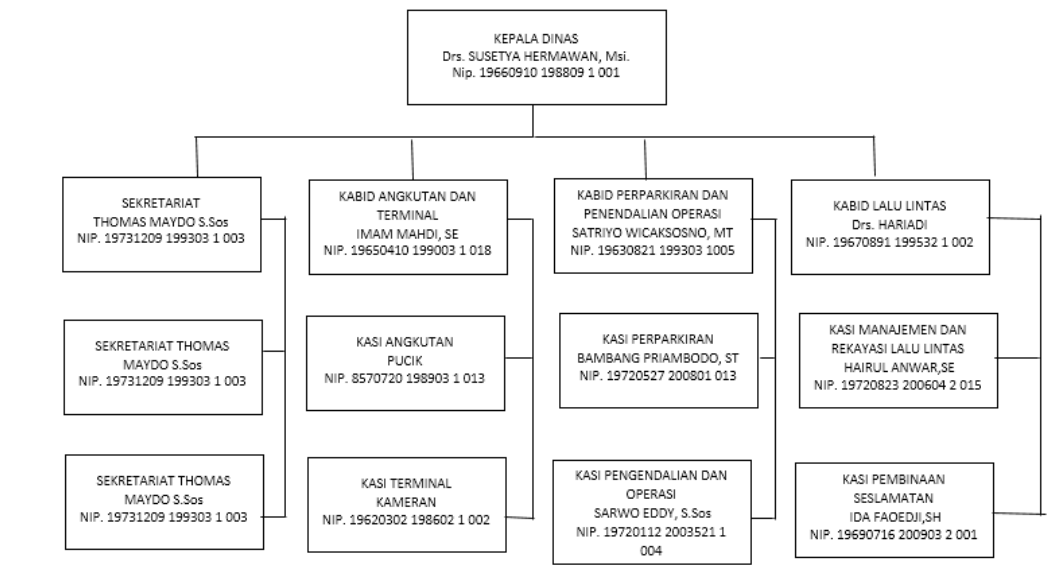 KEPALA DINAS
Drs. SUSETYA HERMAWAN, Msi.
Nip. 19660910 198809 1 001
SEKRETARIAT
THOMAS MAYDO S.Sos
NIP. 19731209 199303 1 003
KABID ANGKUTAN DAN
TERMINAL
IMAM MAHDI, SE
NIP. 19650410 199003 1 018
KABID PERPARKIRAN DAN
PENENDALIAN OPERASI
SATRIYO WICAKSOSNO, MT
NIP. 19630821 199303 1005
KABID LALU LINTAS
Drs. HARIADI
NIP. 19670891 199532 1 002
SEKRETARIAT THOMAS
MAYDO S.Sos
NIP. 19731209 199303 1 003
KASI ANGKUTAN
PUCIK
NIP. 8570720 198903 1 013
KASI PERPARKIRAN
BAMBANG PRIAMBODO, ST
NIP. 19720527 200801 013
KASI MANAJEMEN DAN
REKAYASI LALU LINTAS
HAIRUL ANWAR,SE
NIP. 19720823 200604 2 015
SEKRETARIAT THOMAS
MAYDO S.Sos
NIP. 19731209 199303 1 003
KASI TERMINAL
KAMERAN
NIP. 19620302 198602 1 002
KASI PENGENDALIAN DAN
OPERASI
SARWO EDDY, S.Sos
NIP. 19720112 2003521 1
004
KASI PEMBINAAN
SESLAMATAN
IDA FAOEDJI,SH
NIP. 19690716 200903 2 001